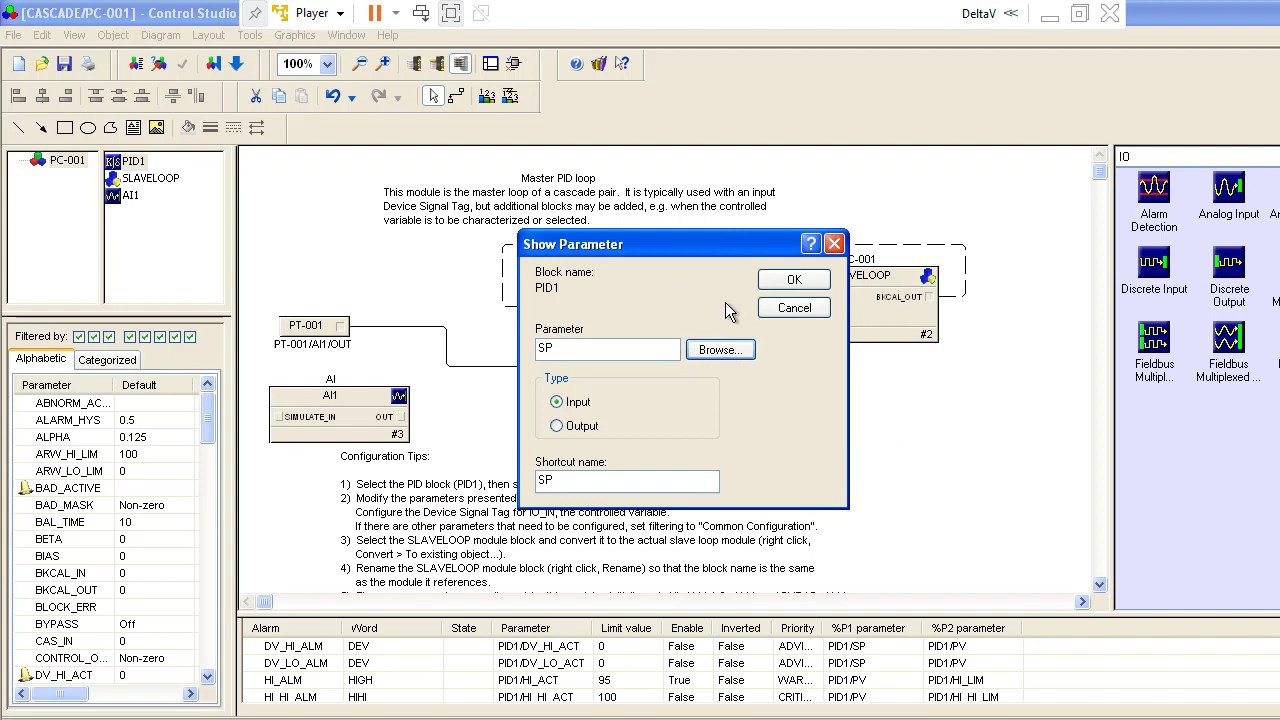 [CASCADE/PC-001] - Control Studio
Player
DeltaV
File Edit View Object Diagram Layout Tools Graphics Window Help
100%
PC-001
PID1
SLAVELOOP
AI1
Filtered by:
Alphabetic Categorized
Parameter Default
ABNORM_AC...
ALARM_HYS 0.5
ALPHA 0.125
ARW_HI_LIM 100
ARW_LO_LIM 0
BAD_ACTIVE
BAD_MASK Non-zero
BAL_TIME 10
BETA 0
BIAS 0
BKCAL_IN 0
BKCAL_OUT 0
BLOCK_ERR
BYPASS Off
CAS_IN 0
CONTROL_O... Non-zero
DV_HI_ACT 0
Master PID loop
This module is the master loop of a cascade pair. It is typically used with an input
Device Signal Tag, but additional blocks may be added, e.g. when the controlled
variable is to be characterized or selected.
PT-001
PT-001/AI1/OUT
AI
AI1
SIMULATE_IN OUT
#3
C-001
VELOOP
BKCAL_OUT
#2
Show Parameter
Block name:
PID1
OK
Cancel
Parameter
SP
Browse...
Type
Input
Output
Shortcut name:
SP
Configuration Tips:
1) Select the PID block (PID1), then s
2) Modify the parameters presented
Configure the Device Signal Tag for IO_IN, the controlled variable.
If there are other parameters that need to be configured, set filtering to "Common Configuration".
3) Select the SLAVELOOP module block and convert it to the actual slave loop module (right click,
Convert > To existing object...).
4) Rename the SLAVELOOP module block (right click, Rename) so that the block name is the same
as the module it references.
IO
Alarm
Detection
Analog Input
Discrete Input
Discrete
Output
Fieldbus
Multipl...
Fieldbus
Multiplexed ...
Alarm Word State Parameter Limit value Enable Inverted Priority %P1 parameter %P2 parameter
DV_HI_ALM DEV PID1/DV_HI_ACT 0 False False ADVI... PID1/SP PID1/PV
DV_LO_ALM DEV PID1/DV_LO_ACT 0 False False ADVI... PID1/SP PID1/PV
HI_ALM HIGH PID1/HI_ACT 95 True False WAR... PID1/PV PID1/HI_LIM
HI_HI_ALM HIHI PID1/HI_HI_ACT 100 False False CRITI... PID1/PV PID1/HI_HI_LIM